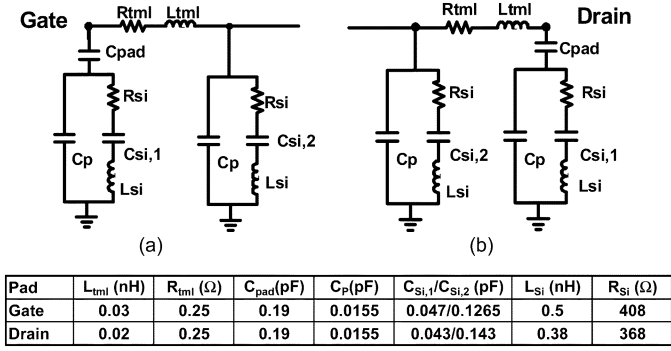 Gate
Rtml Ltml
Cpad
Rsi
Cp
Csi,1
Lsi
Rsi
Csi,2
Cp
Lsi
(a)
Rtml Ltml
Drain
Cpad
Rsi
Csi,2
Cp
Lsi
Rsi
Csi,1
Cp
Lsi
(b)
Pad Ltml (nH) Rtml (Ω) Cpad(pF) CP(pF) CSi,1/CSi,2 (pF) LSi (nH) RSi (Ω)
Gate 0.03 0.25 0.19 0.0155 0.047/0.1265 0.5 408
Drain 0.02 0.25 0.19 0.0155 0.043/0.143 0.38 368